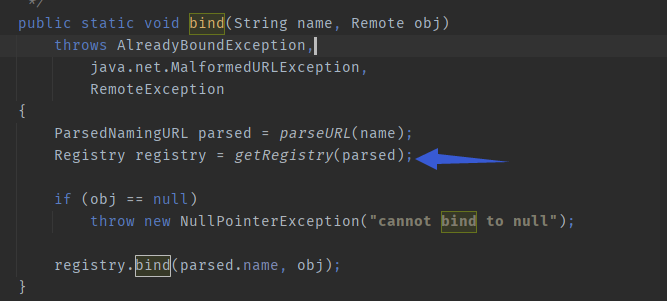 */
public static void bind(String name, Remote obj)
throws AlreadyBoundException,
java.net.MalformedURLException,
RemoteException
{
ParsedNamingURL parsed = parseURL(name);
Registry registry = getRegistry(parsed);
if (obj == null)
throw new NullPointerException("cannot bind to null");
registry.bind(parsed.name, obj);
}